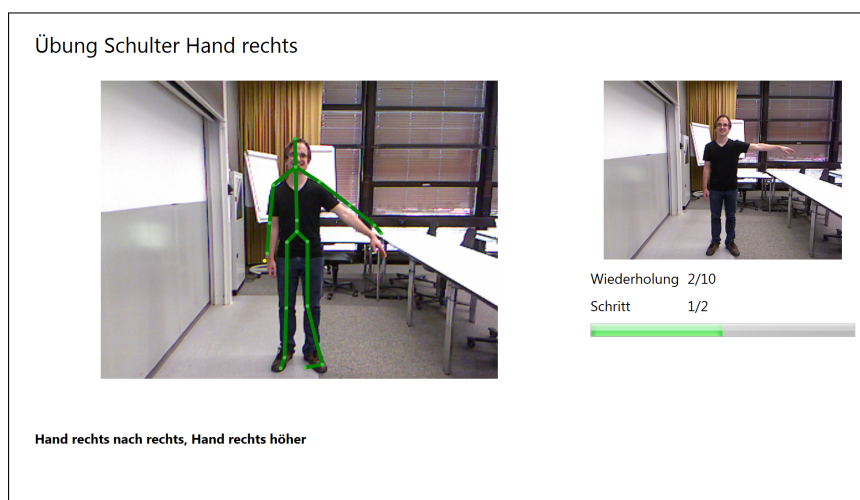 Übung Schulter Hand rechts
Wiederholung 2/10
Schritt 1/2
Hand rechts nach rechts, Hand rechts höher